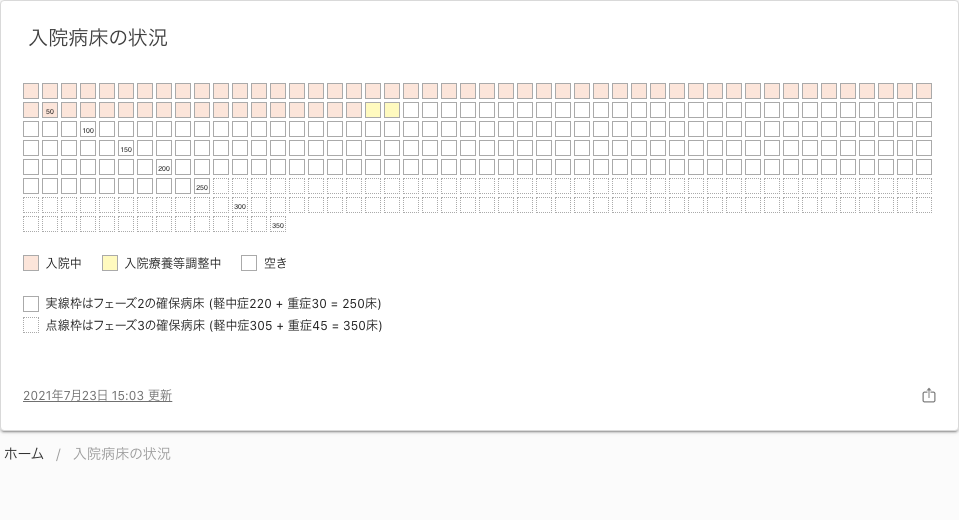 入院病床の状況
50
100
150
200
250
300
350
入院中 入院療養等調整中 空き
実線枠はフェーズ2の確保病床 (軽中症220 + 重症30 = 250床)
点線枠はフェーズ3の確保病床 (軽中症305 + 重症45 = 350床)
2021年7月23日 15:03 更新
ホーム / 入院病床の状況